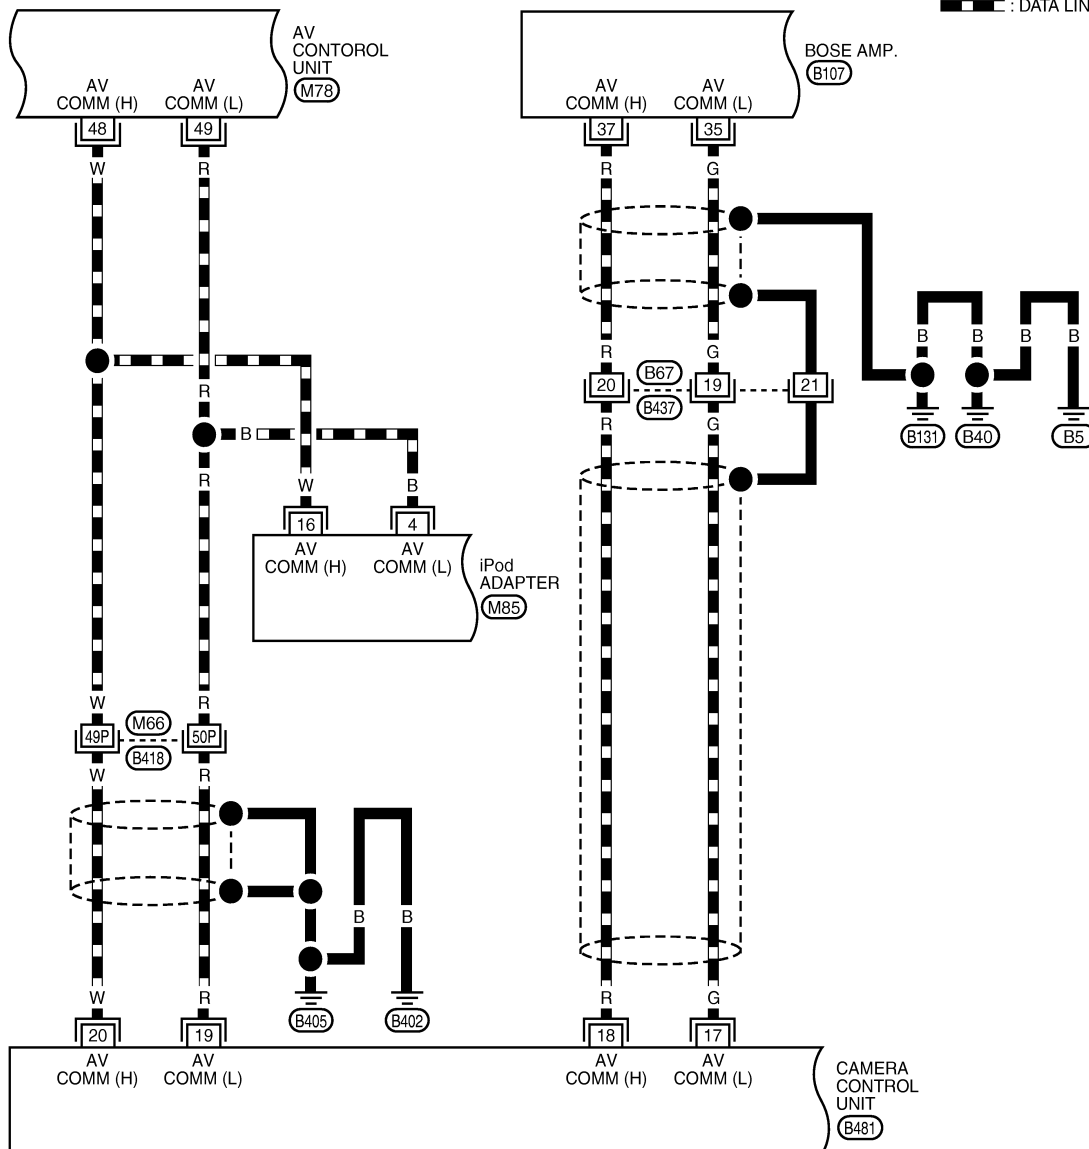 : DATA LIN
AV
CONTOROL
UNIT
M78
AV
COMM (H)
AV
COMM (L)
48
49
W
R
BOSE AMP.
B107
AV
COMM (H)
AV
COMM (L)
37
35
R
G
R
G
B67
20
19
21
B437
R
G
B
B
B
B
B131
B40
B5
R
B
R
W
B
16
4
AV
COMM (H)
AV
COMM (L)
iPod
ADAPTER
M85
W
R
M66
49P
50P
B418
W
R
B
B
W
R
B405
B402
R
G
20
19
18
17
AV
COMM (H)
AV
COMM (L)
AV
COMM (H)
AV
COMM (L)
CAMERA
CONTROL
UNIT
B481